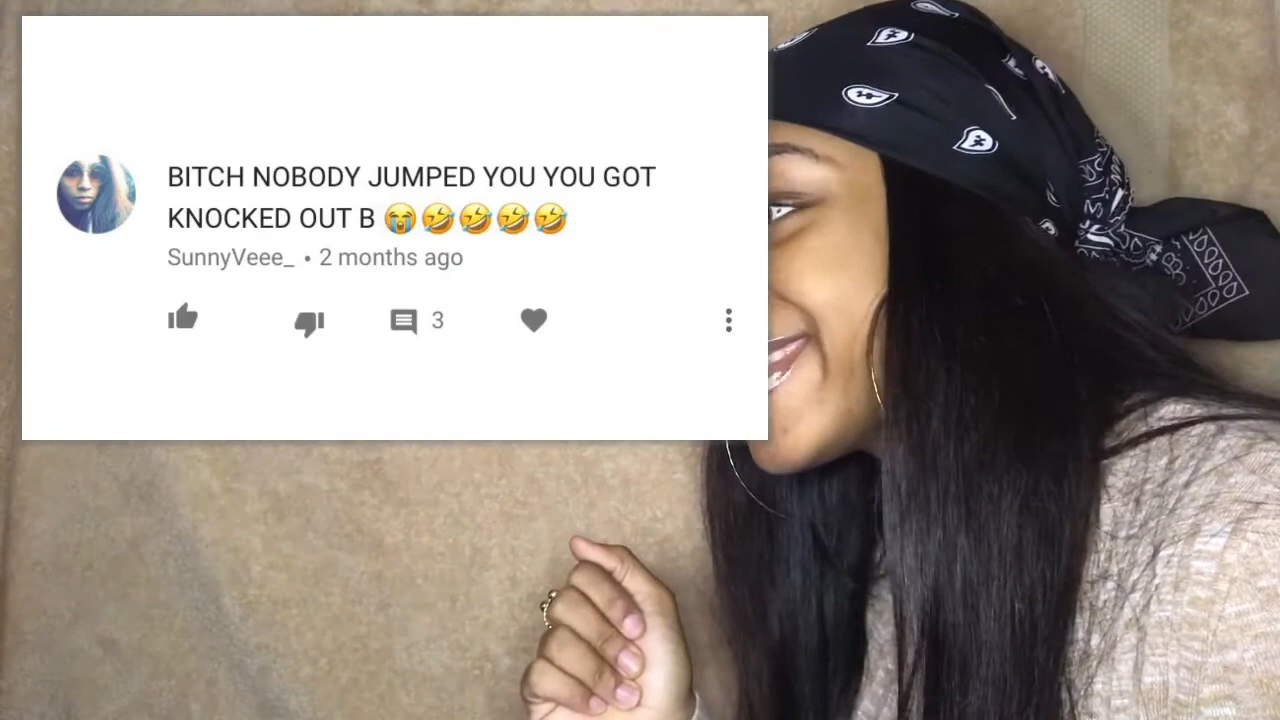 BITCH NOBODY JUMPED YOU YOU GOT
KNOCKED OUT B 😭🤣🤣🤣🤣
SunnyVeee_ • 2 months ago
3